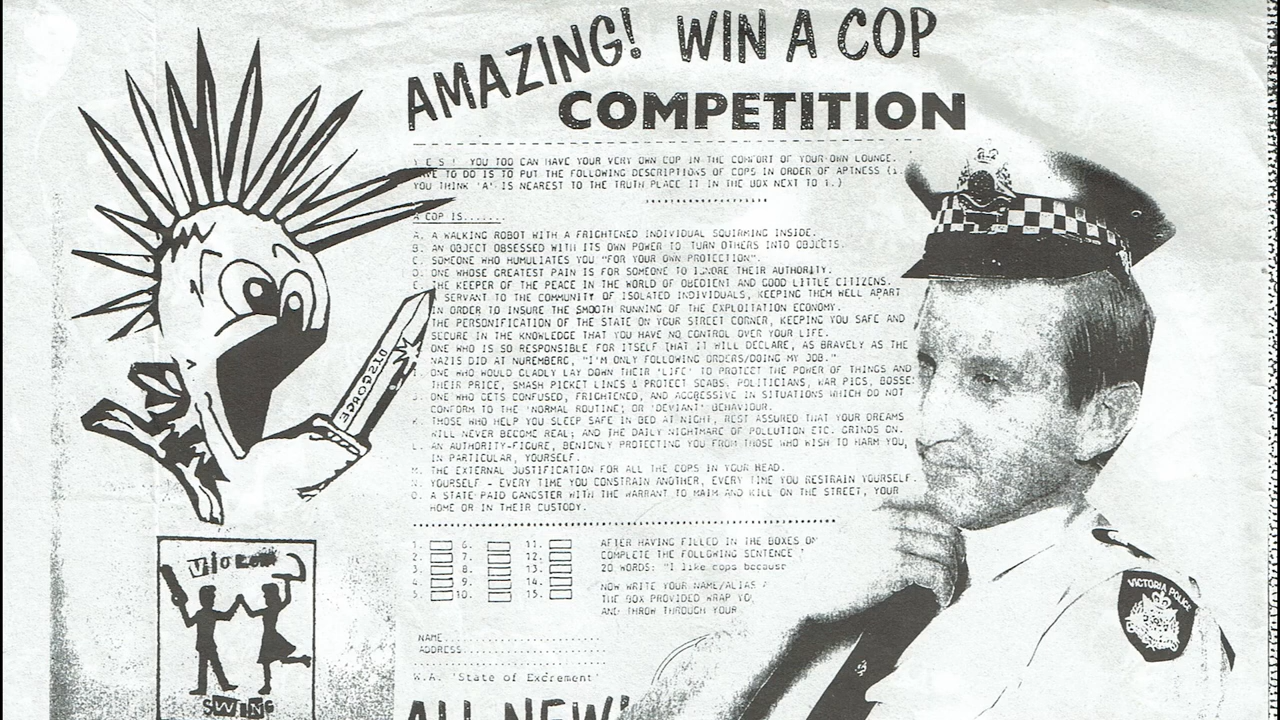 AMAZING! WIN A COP
COMPETITION
YES! YOU TOO CAN HAVE YOUR VERY OWN COP IN THE COMFORT OF YOUR OWN LOUNGE.
TO DO IS TO PUT THE FOLLOWING DESCRIPTIONS OF COPS IN ORDER OF APTNESS
YOU THINK 'A' IS NEAREST TO THE TRUTH PLACE IT IN THE BOX NEXT TO 1.)
A COP IS.......
A. A WALKING ROBOT WITH A FRIGHTENED INDIVIDUAL SQUIRMING INSIDE.
B. AN OBJECT OBSESSED WITH ITS OWN POWER TO TURN OTHERS INTO OBJECTS.
C. SOMEONE WHO HUMILIATES YOU "FOR YOUR OWN PROTECTION".
D. ONE WHOSE GREATEST PAIN IS FOR SOMEONE TO IGNORE THEIR AUTHORITY.
E. THE KEEPER OF THE PEACE IN THE WORLD OF OBEDIENT AND GOOD LITTLE CITIZENS.
SERVANT TO THE COMMUNITY OF ISOLATED INDIVIDUALS, KEEPING THEM WELL APART
IN ORDER TO INSURE THE SMOOTH RUNNING OF THE EXPLOITATION ECONOMY.
THE PERSONIFICATION OF THE STATE ON YOUR STREET CORNER, KEEPING YOU SAFE AND
SECURE IN THE KNOWLEDGE THAT YOU HAVE NO CONTROL OVER YOUR LIFE.
ONE WHO IS SO RESPONSIBLE FOR ITSELF THAT IT WILL DECLARE, AS BRAVELY AS THE
NAZIS DID AT NUREMBERG, "I'M ONLY FOLLOWING ORDERS/DOING MY JOB."
ONE WHO WOULD GLADLY LAY DOWN THEIR 'LIFE' TO PROTECT THE POWER OF THINGS AND
THEIR PRICE, SMASH PICKET LINES & PROTECT SCABS, POLITICIANS, WAR PIGS, BOSSE
J. ONE WHO GETS CONFUSED, FRIGHTENED, AND AGGRESSIVE IN SITUATIONS WHICH DO NOT
CONFORM TO THE 'NORMAL ROUTINE; OR 'DEVIANT' BEHAVIOUR.
K. THOSE WHO HELP YOU SLEEP SAFE IN BED AT NIGHT, REST ASSURED THAT YOUR DREAMS
WILL NEVER BECOME REAL; AND THE DAILY NIGHTMARE OF POLLUTION ETC. GRINDS ON.
L. AN AUTHORITY-FIGURE, BENIGNLY PROTECTING YOU FROM THOSE WHO WISH TO HARM YOU,
IN PARTICULAR, YOURSELF.
M. THE EXTERNAL JUSTIFICATION FOR ALL THE COPS IN YOUR HEAD.
N. YOURSELF - EVERY TIME YOU CONSTRAIN ANOTHER, EVERY TIME YOU RESTRAIN YOURSELF.
O. A STATE PAID GANGSTER WITH THE WARRANT TO MAIM AND KILL ON THE STREET, YOUR
HOME OR IN THEIR CUSTODY.
6. 11.
2. 7. 12.
3. 8. 13.
4. 9. 14.
5. 10. 15.
AFTER HAVING FILLED IN THE BOXES ON
COMPLETE THE FOLLOWING SENTENCE
20 WORDS: "I like cops because
NOW WRITE YOUR NAME/ALIAS
THE BOX PROVIDED WRAP
AND THROW THROUGH YOUR
NAME
ADDRESS
W.A. 'State of Excrement'
ALL NEW
VIOLENT
SWING
VICTORIA POLICE